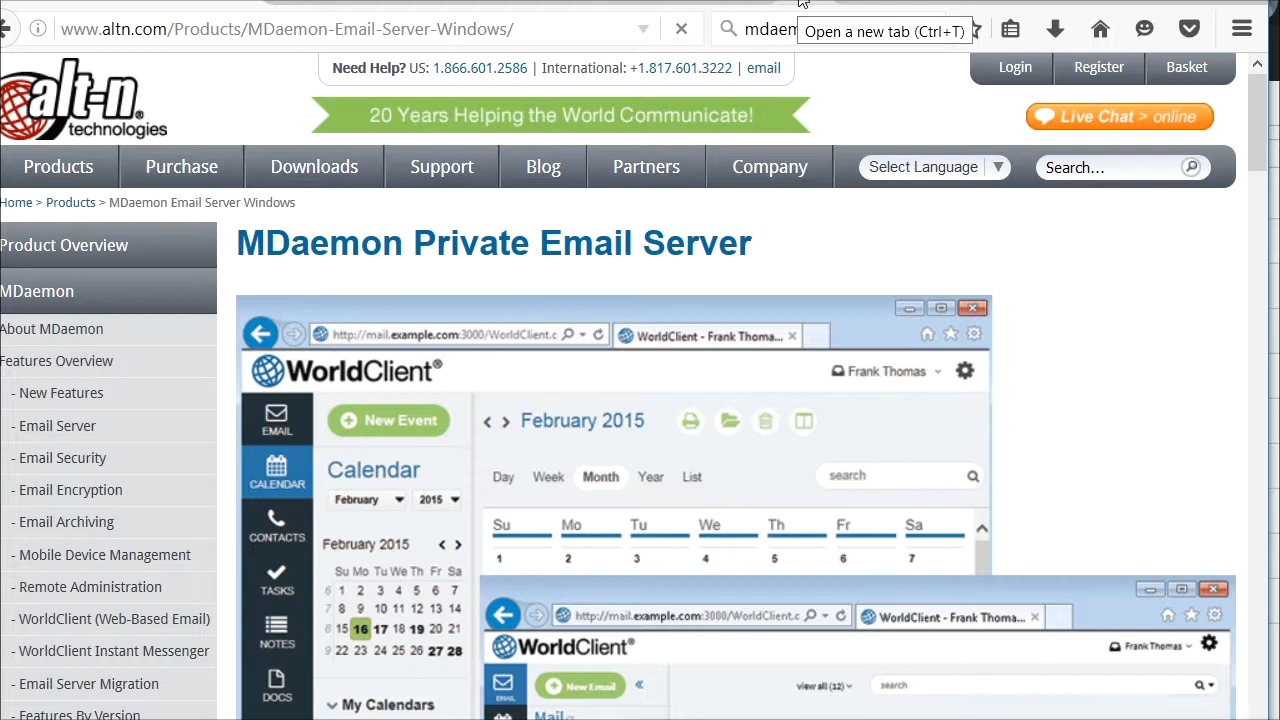 www.altn.com/Products/MDaemon-Email-Server-Windows/
mdaem
Open a new tab (Ctrl+T)
alt-n®
technologies
Need Help? US: 1.866.601.2586 | International: +1.817.601.3222 | email
Login
Register
Basket
20 Years Helping the World Communicate!
Live Chat > online
Products
Purchase
Downloads
Support
Blog
Partners
Company
Select Language
Search...
Home > Products > MDaemon Email Server Windows
Product Overview
MDaemon
About MDaemon
Features Overview
- New Features
- Email Server
- Email Security
- Email Encryption
- Email Archiving
- Mobile Device Management
- Remote Administration
- WorldClient (Web-Based Email)
- WorldClient Instant Messenger
- Email Server Migration
- Features By Version
MDaemon Private Email Server
http://mail.example.com:3000/WorldClient.c
WorldClient - Frank Thoma...
WorldClient®
Frank Thomas
EMAIL
CALENDAR
CONTACTS
TASKS
NOTES
DOCS
New Event
Calendar
February
2015
February 2015
Su Mo Tu We Th Fr Sa
6 1 2 3 4 5 6 7
7 8 9 10 11 12 13 14
8 15 16 17 18 19 20 21
9 22 23 24 25 26 27 28
My Calendars
February 2015
Day
Week
Month
Year
List
search
Su
Mo
Tu
We
Th
Fr
Sa
1
2
3
4
5
6
7
http://mail.example.com:3000/WorldClient.c
WorldClient - Frank Thoma...
WorldClient®
Frank Thomas
EMAIL
New Email
view all (12)
search
Mail